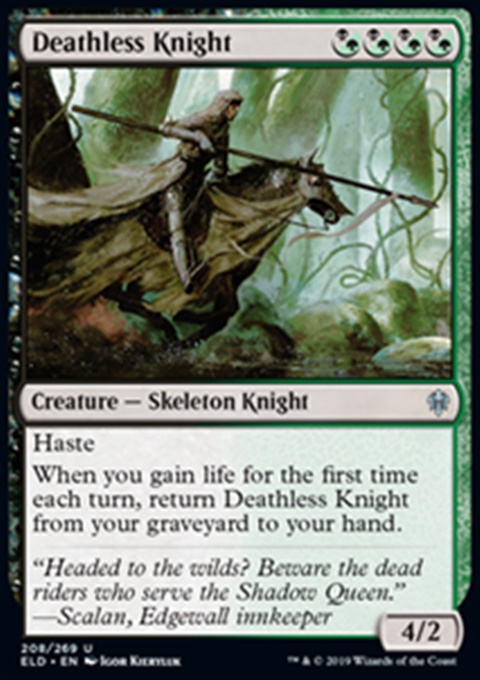 Deathless Knight
Creature — Skeleton Knight
Haste
When you gain life for the first time
each turn, return Deathless Knight
from your graveyard to your hand.
“Headed to the wilds? Beware the dead
riders who serve the Shadow Queen.”
—Scalan, Edgewall innkeeper
4/2
208/269 U
ELD • EN Igor Kieryluk
™ & © 2019 Wizards of the Coast